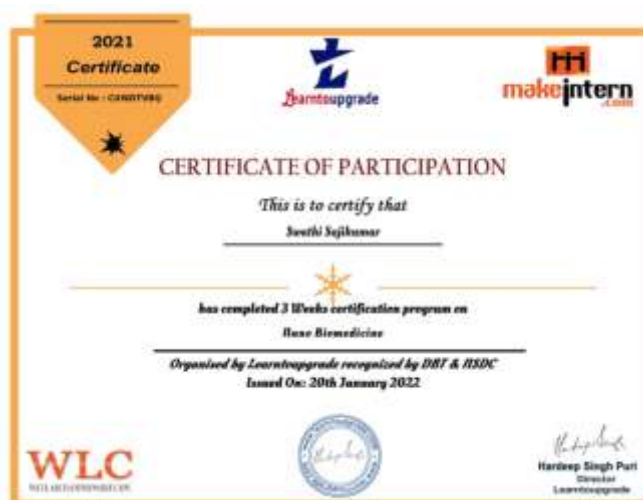 2021
Certificate
Serial No :
Learntoupgrade
makeintern
.com
CERTIFICATE OF PARTICIPATION
This is to certify that
Swathi Sajikumar
has completed 3 Weeks certification program on
Nano Biomedicine
Organised by Learntoupgrade recognized by DBT & NSDC
Issued On: 20th January 2022
WLC
Hardeep Singh Puri
Director
Learntoupgrade